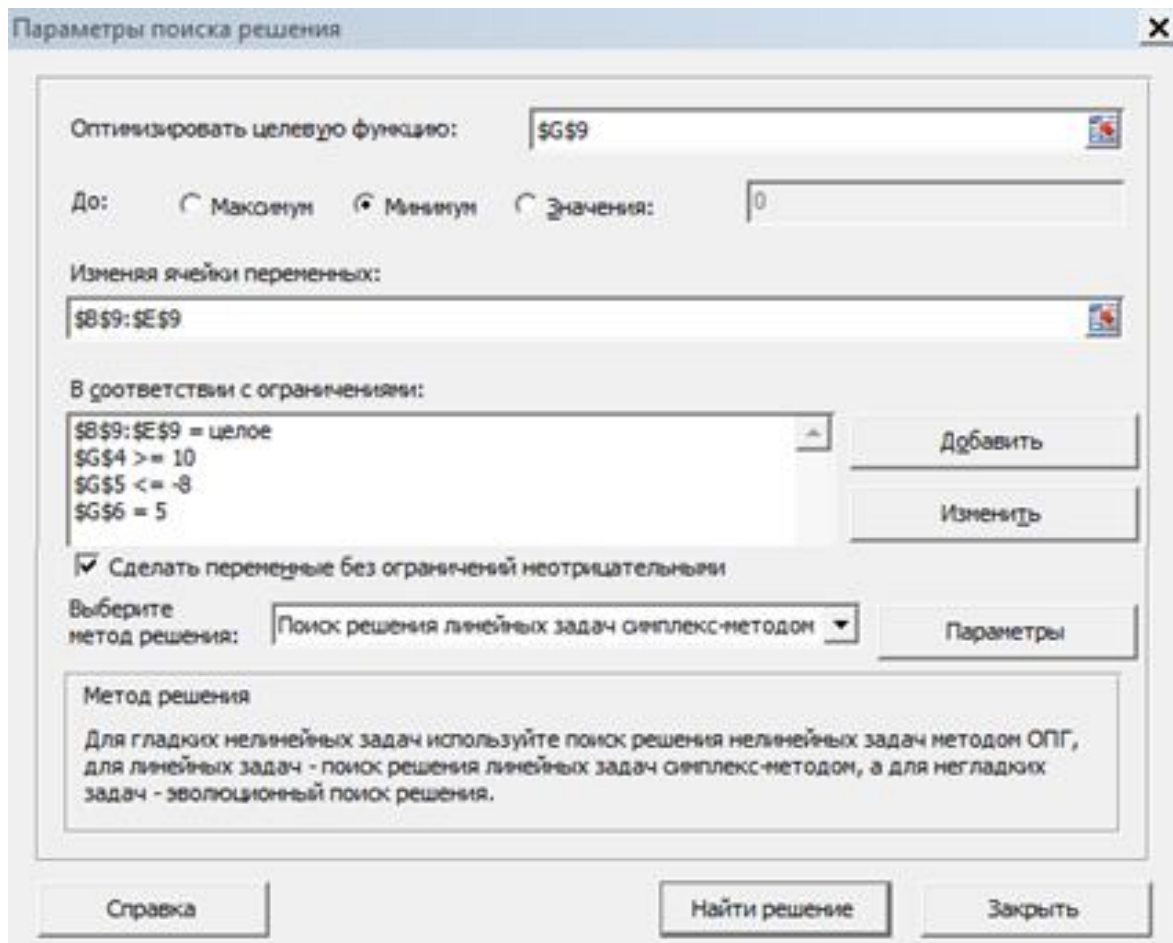 Параметры поиска решения
Оптимизировать целевую функцию: $G$9
До: Максимум Минимум Значения: 0
Изменяя ячейки переменных:
$B$9:$E$9
В соответствии с ограничениями:
$B$9:$E$9 = целое
$G$4 >= 10
$G$5 <= -8
$G$6 = 5
Добавить
Изменить
Сделать переменные без ограничений неотрицательными
Выберите
метод решения: Поиск решения линейных задач симплекс-методом
Параметры
Метод решения
Для гладких нелинейных задач используйте поиск решения нелинейных задач методом ОПГ,
для линейных задач - поиск решения линейных задач симплекс-методом, а для негладких
задач - эволюционный поиск решения.
Справка Найти решение Закрыть